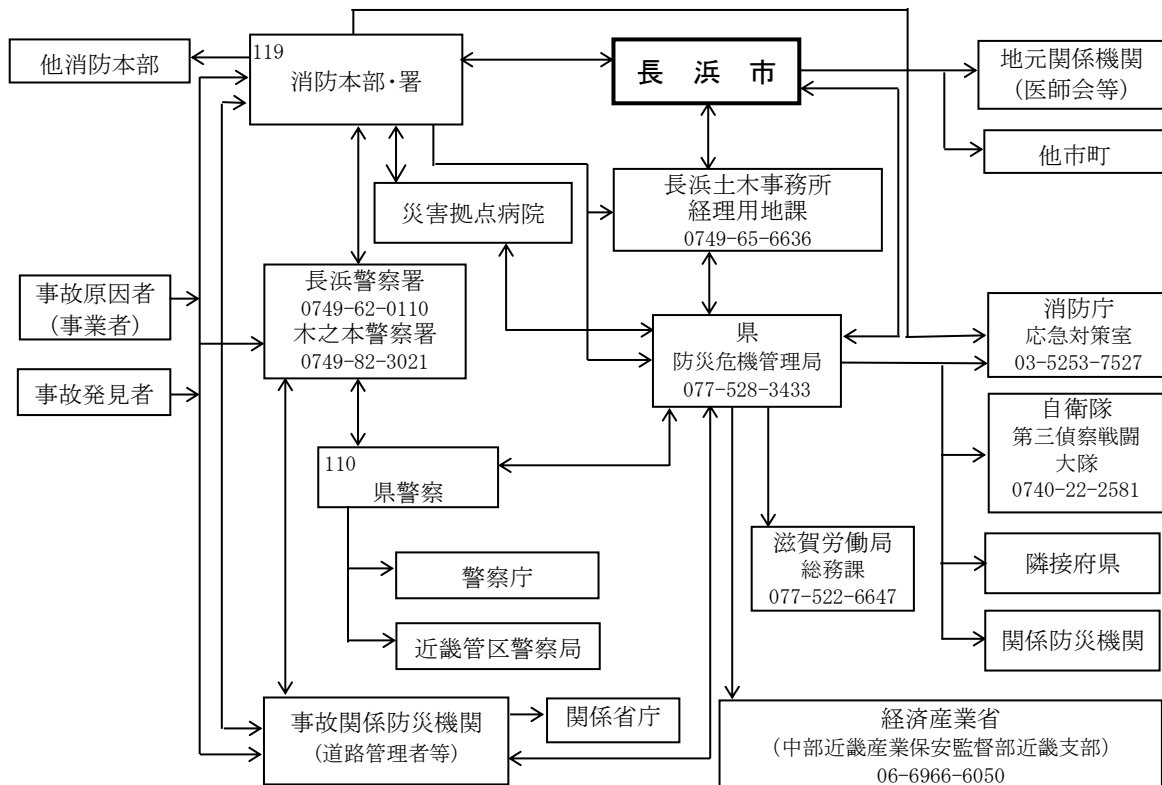 119
消防本部・署
他消防本部
長 浜 市
地元関係機関
(医師会等)
他市町
長浜土木事務所
経理用地課
0749-65-6636
災害拠点病院
長浜警察署
0749-62-0110
木之本警察署
0749-82-3021
事故原因者
(事業者)
事故発見者
県
防災危機管理局
077-528-3433
消防庁
応急対策室
03-5253-7527
自衛隊
第三偵察戦闘
大隊
0740-22-2581
110
県警察
滋賀労働局
総務課
077-522-6647
隣接府県
警察庁
近畿管区警察局
関係防災機関
事故関係防災機関
(道路管理者等)
関係省庁
経済産業省
(中部近畿産業保安監督部近畿支部)
06-6966-6050